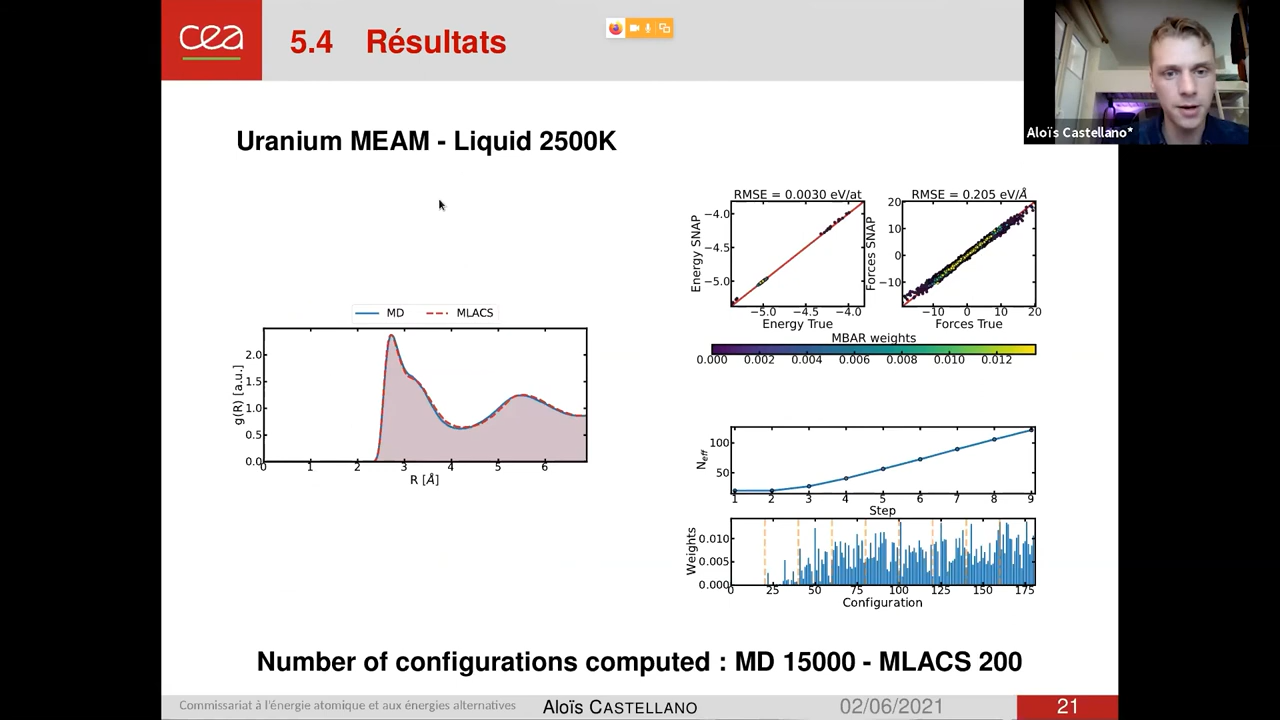 cea
5.4 Résultats
Aloïs Castellano*
Uranium MEAM - Liquid 2500K
RMSE = 0.0030 eV/at
RMSE = 0.205 eV/Å
Energy SNAP
−4.0
−4.5
−5.0
−5.0 −4.5 −4.0
Energy True
Forces SNAP
20
10
0
−10
−10 0 10 20
Forces True
MBAR weights
0.000 0.002 0.004 0.006 0.008 0.010 0.012
MD MLACS
g(R) [a.u.]
2.0
1.5
1.0
0.5
0.0
0 1 2 3 4 5 6
R [Å]
Neff
100
50
1 2 3 4 5 6 7 8 9
Step
Weights
0.010
0.005
0.000
0 25 50 75 100 125 150 175
Configuration
Number of configurations computed : MD 15000 - MLACS 200
Commissariat à l'énergie atomique et aux énergies alternatives
Aloïs CASTELLANO
02/06/2021
21